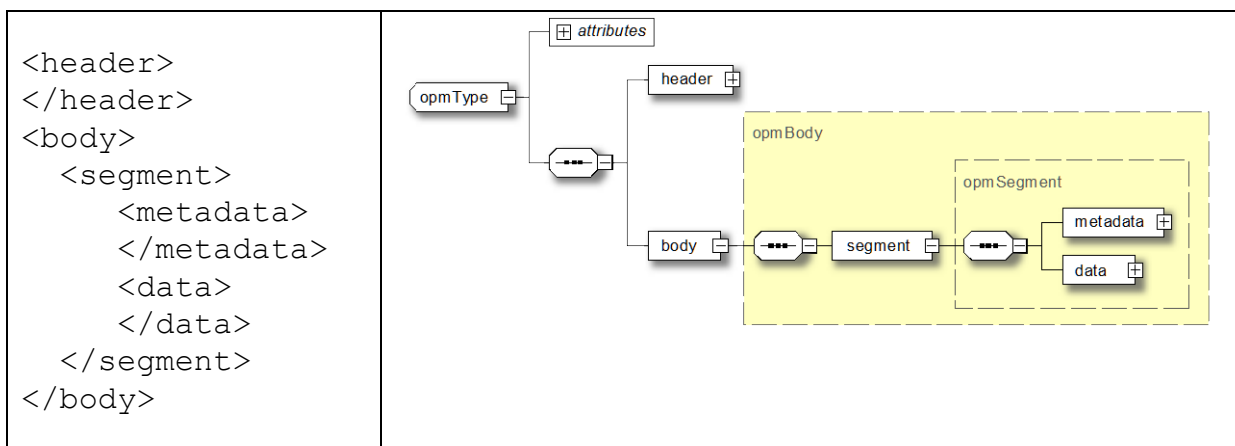 <header>
</header>
<body>
  <segment>
     <metadata>
     </metadata>
     <data>
     </data>
  </segment>
</body>
attributes
opmType
header
opmBody
opmSegment
metadata
body
segment
data